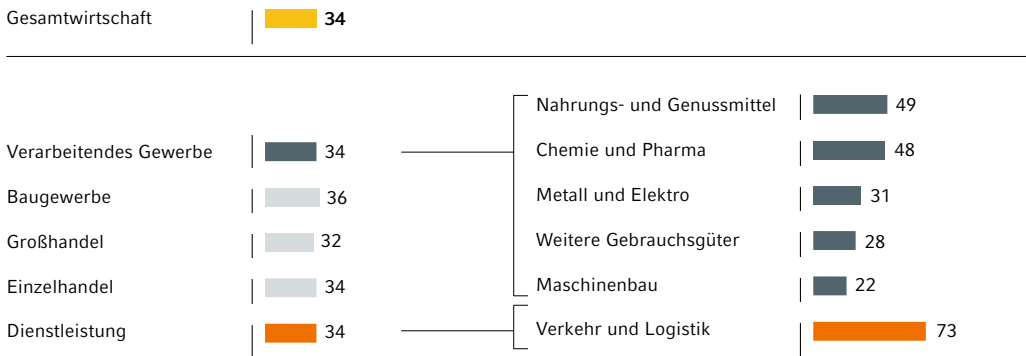 Gesamtwirtschaft 34
Nahrungs- und Genussmittel 49
Verarbeitendes Gewerbe 34 Chemie und Pharma 48
Baugewerbe 36 Metall und Elektro 31
Großhandel 32 Weitere Gebrauchsgüter 28
Einzelhandel 34 Maschinenbau 22
Dienstleistung 34 Verkehr und Logistik 73